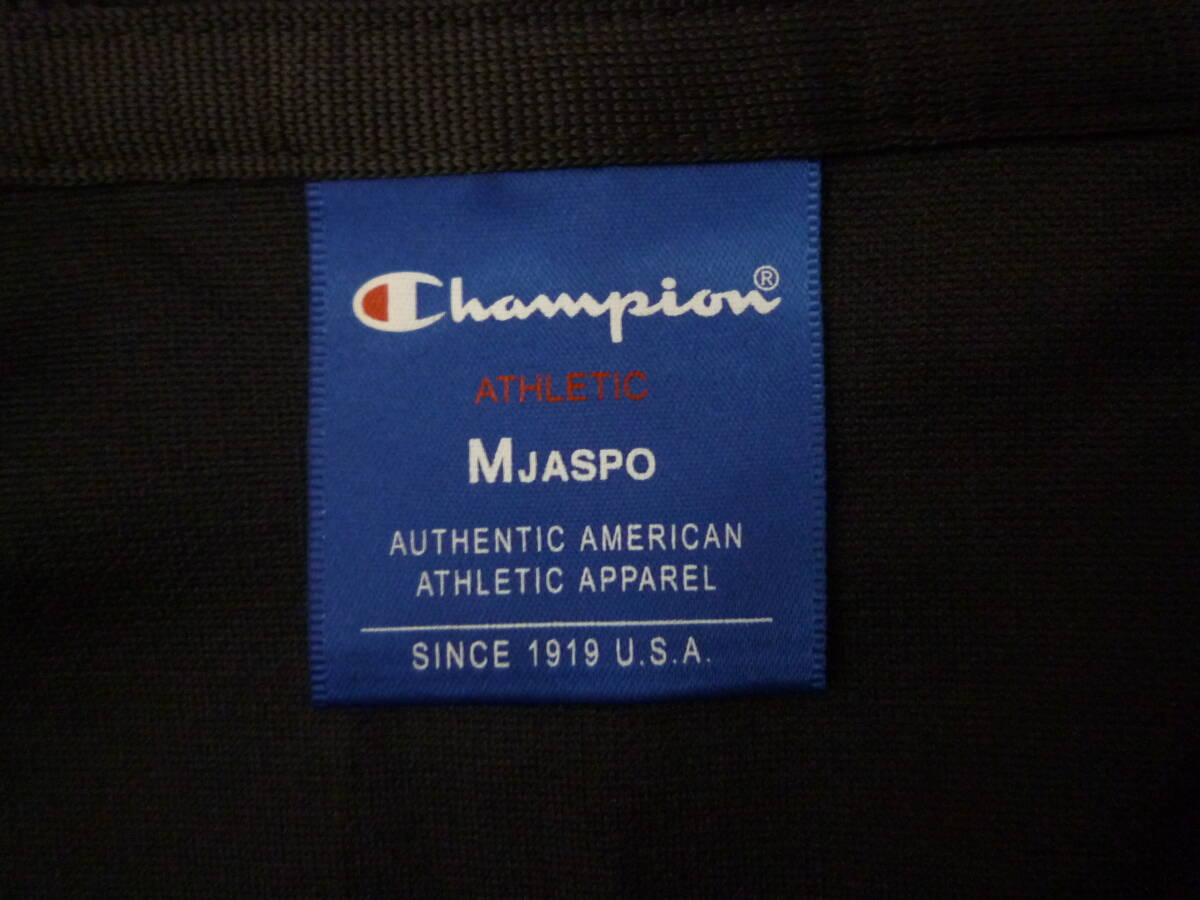 Champion®
ATHLETIC
MJASPO
AUTHENTIC AMERICAN
ATHLETIC APPAREL
SINCE 1919 U.S.A.